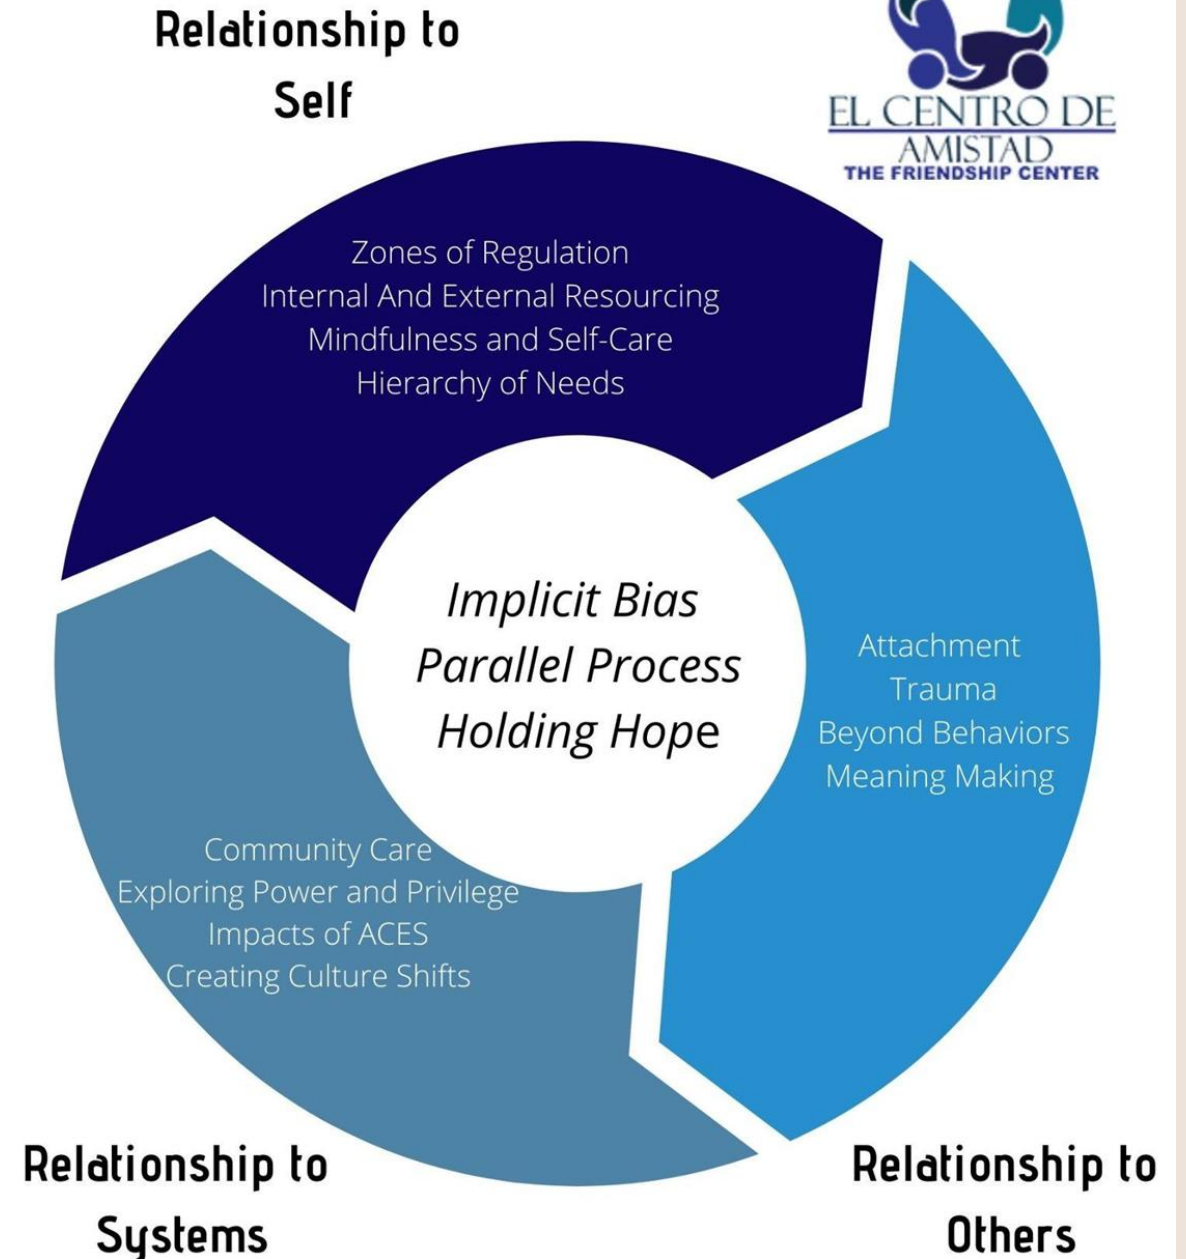 Relationship to
Self
EL CENTRO DE
AMISTAD
THE FRIENDSHIP CENTER
Zones of Regulation
Internal And External Resourcing
Mindfulness and Self-Care
Hierarchy of Needs
Implicit Bias
Parallel Process
Holding Hope
Attachment
Trauma
Beyond Behaviors
Meaning Making
Community Care
Exploring Power and Privilege
Impacts of ACES
Creating Culture Shifts
Relationship to
Systems
Relationship to
Others